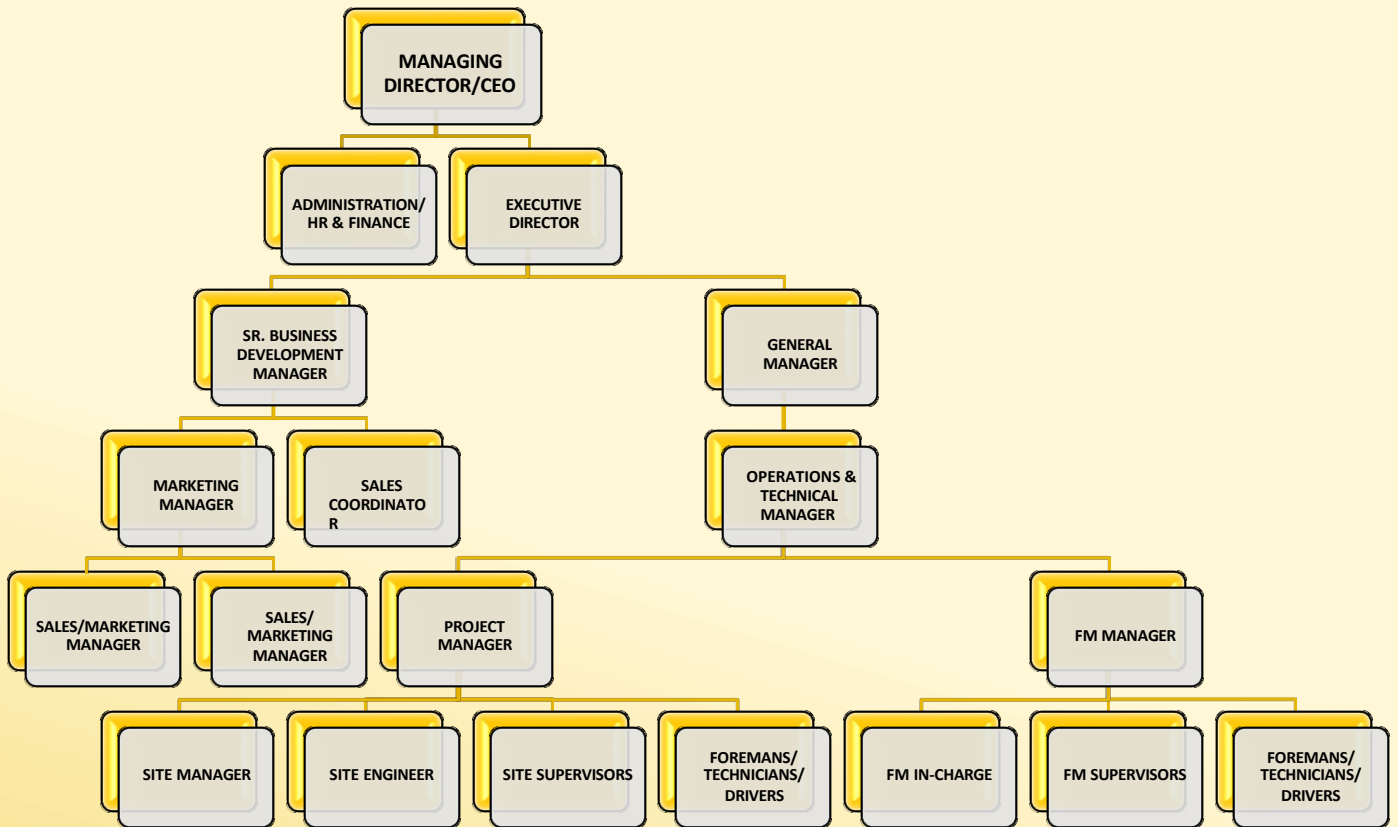 MANAGING
DIRECTOR/CEO
ADMINISTRATION/
HR & FINANCE
EXECUTIVE
DIRECTOR
SR. BUSINESS
DEVELOPMENT
MANAGER
GENERAL
MANAGER
MARKETING
MANAGER
SALES
COORDINATO
R
OPERATIONS &
TECHNICAL
MANAGER
SALES/MARKETING
MANAGER
SALES/
MARKETING
MANAGER
PROJECT
MANAGER
FM MANAGER
SITE MANAGER
SITE ENGINEER
SITE SUPERVISORS
FOREMANS/
TECHNICIANS/
DRIVERS
FM IN-CHARGE
FM SUPERVISORS
FOREMANS/
TECHNICIANS/
DRIVERS